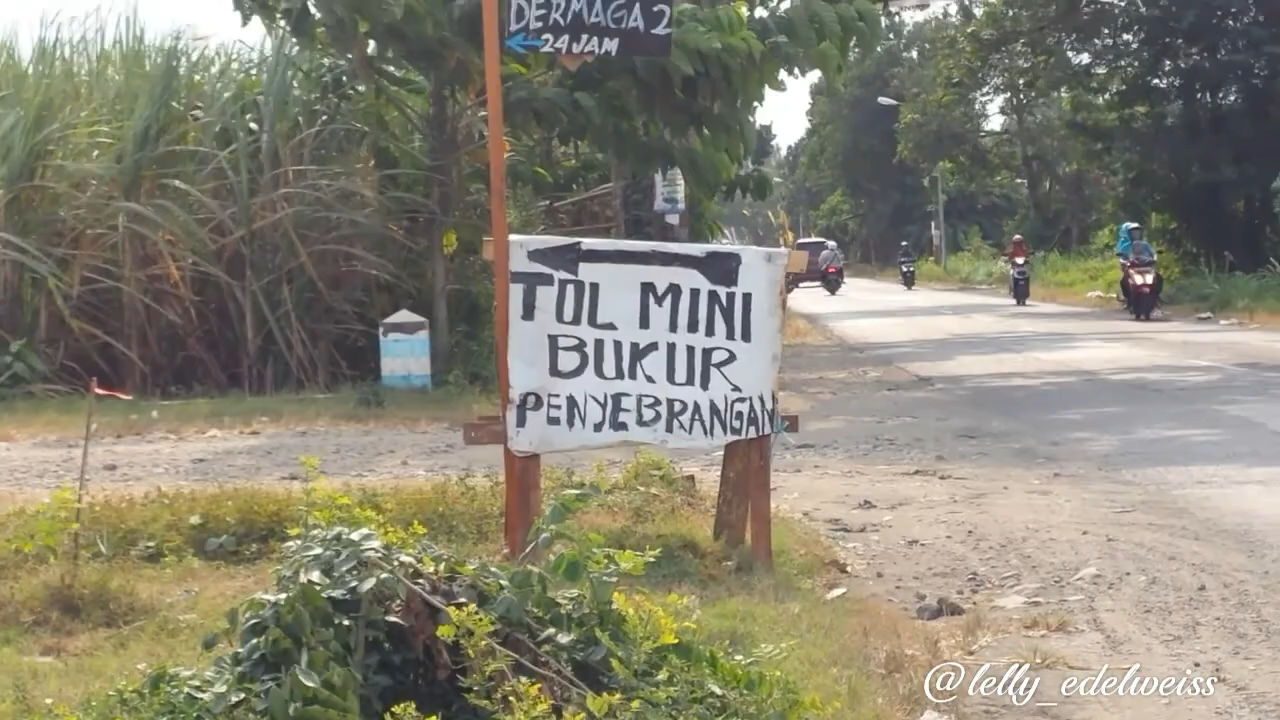 DERMAGA 2
24 JAM
TOL MINI
BUKUR
PENYEBRANGAN
@lelly_edelweiss